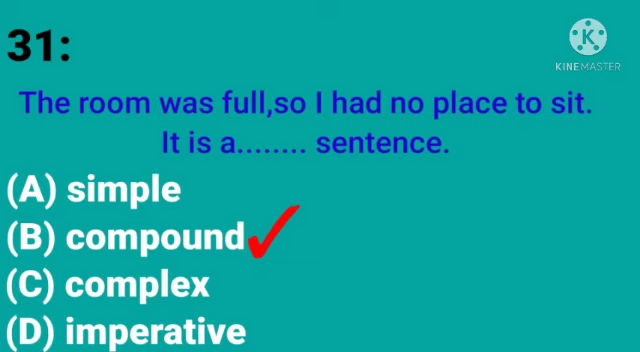 31:
KINEMASTER
The room was full,so I had no place to sit.
It is a........ sentence.
(A) simple
(B) compound
(C) complex
(D) imperative